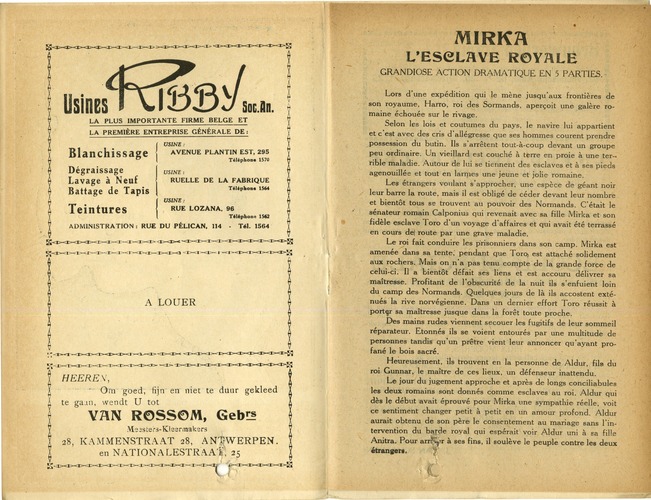 Usines RIBBY Soc. An.
LA PLUS IMPORTANTE FIRME BELGE ET
LA PREMIÈRE ENTREPRISE GÉNÉRALE DE :
Blanchissage
USINE :
AVENUE PLANTIN EST, 295
Téléphone 1570
Dégraissage
Lavage à Neuf
Battage de Tapis
USINE :
RUELLE DE LA FABRIQUE
Téléphone 1564
Teintures
USINE :
RUE LOZANA, 96
Téléphone 1562
ADMINISTRATION : RUE DU PÉLICAN, 114 - Tél. 1564
A LOUER
HEEREN,
Om goed, fijn en niet te duur gekleed
te gaan, wendt U tot
VAN ROSSOM, Gebrs
Meesters-Kleermakers
28, KAMMENSTRAAT 28, ANTWERPEN.
en NATIONALESTRAAT, 25
MIRKA
L'ESCLAVE ROYALE
GRANDIOSE ACTION DRAMATIQUE EN 5 PARTIES.
Lors d'une expédition qui le mène jusqu'aux frontières de
son royaume, Harro, roi des Sormands, aperçoit une galère ro-
maine échouée sur le rivage.
Selon les lois et coutumes du pays, le navire lui appartient
et c'est avec des cris d'allégresse que ses hommes courent prendre
possession du butin. Ils s'arrêtent tout-à-coup devant un groupe
peu ordinaire. Un vieillard est couché à terre en proie à une ter-
rible maladie. Autour de lui se tiennent des esclaves et à ses pieds
agenouillée et tout en larmes une jeune et jolie romaine.
Les étrangers voulant s'approcher, une espèce de géant noir
leur barre la route, mais il est obligé de céder devant leur nombre
et bientôt tous se trouvent au pouvoir des Normands. C'était le
sénateur romain Calponius qui revenait avec sa fille Mirka et son
fidèle esclave Toro d'un voyage d'affaires et qui avait été terrassé
en cours de route par une grave maladie.
Le roi fait conduire les prisonniers dans son camp. Mirka est
amenée dans sa tente, pendant que Toro est attaché solidement
aux rochers. Mais on n'a pas tenu compte de la grande force de
celui-ci. Il a bientôt défait ses liens et est accouru délivrer sa
maîtresse. Profitant de l'obscurité de la nuit ils s'enfuient loin
du camp des Normands. Quelques jours de là ils accostent exté-
nués la rive norvégienne. Dans un dernier effort Toro réussit à
porter sa maîtresse jusque dans la forêt toute proche.
Des mains rudes viennent secouer les fugitifs de leur sommeil
réparateur. Etonnés ils se voient entourés par une multitude de
personnes tandis qu'un prêtre vient leur annoncer qu'ayant pro-
fané le bois sacré.
Heureusement, ils trouvent en la personne de Aldur, fils du
roi Gunnar, le maître de ces lieux, un défenseur inattendu.
Le jour du jugement approche et après de longs conciliabules
les deux romains sont donnés comme esclaves au roi. Aldur qui
dès le début avait éprouvé pour Mirka une sympathie réelle, voit
ce sentiment changer petit à petit en un amour profond. Aldur
aurait obtenu de son père le consentement au mariage sans l'in-
tervention du barde royal qui espérait voir Aldur uni à sa fille
Anitra. Pour arriver à ses fins, il soulève le peuple contre les deux
étrangers.